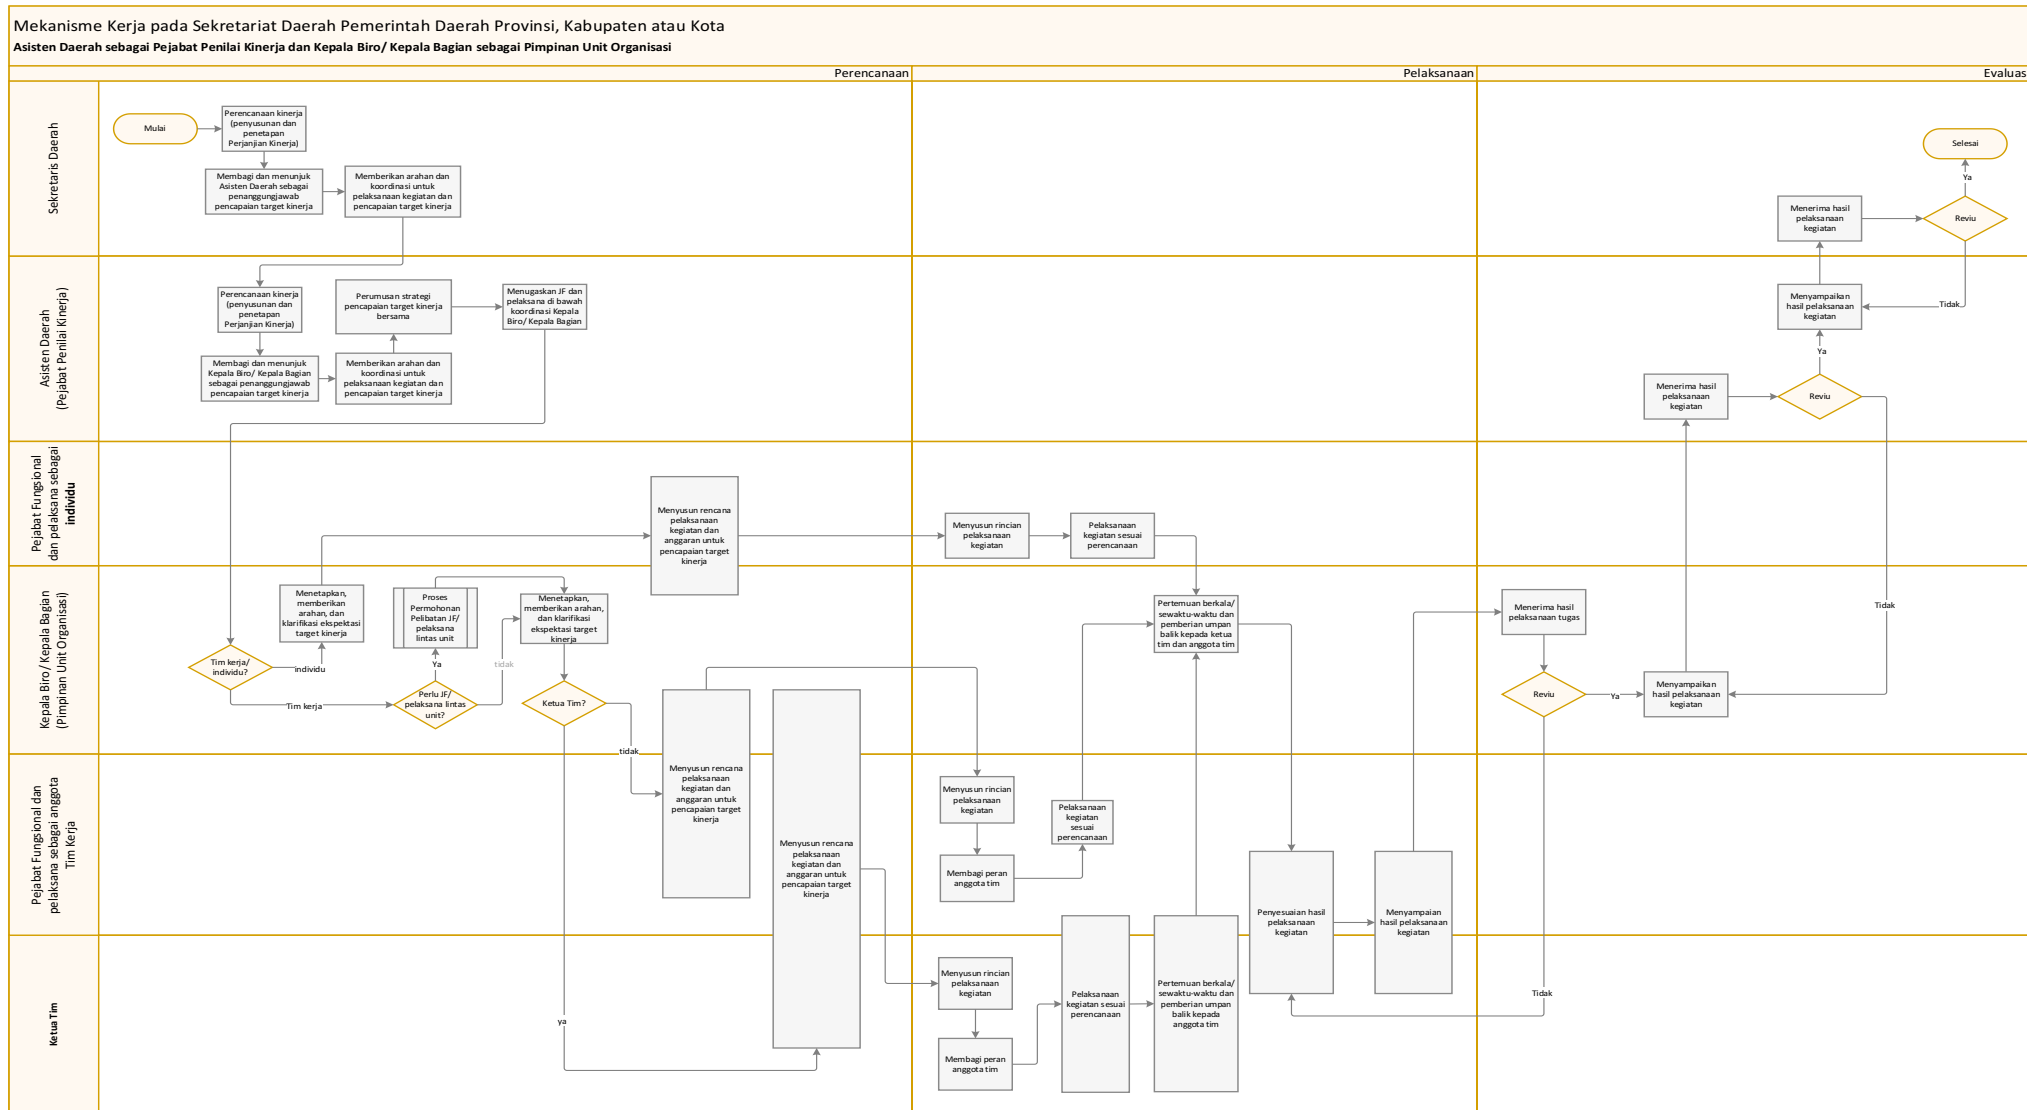 Mekanisme Kerja pada Sekretariat Daerah Pemerintah Daerah Provinsi, Kabupaten atau Kota
Asisten Daerah sebagai Pejabat Penilai Kinerja dan Kepala Biro/ Kepala Bagian sebagai Pimpinan Unit Organisasi
Perencanaan
Pelaksanaan
Evaluas
Sekretaris Daerah
Mulai
Perencanaan kinerja
(penyusunan dan
penetapan
Perjanjian Kinerja)
Membagi dan menunjuk
Asisten Daerah sebagai
penanggungjawab
pencapaian target kinerja
Memberikan arahan dan
koordinasi untuk
pelaksanaan kegiatan dan
pencapaian target kinerja
Menerima hasil
pelaksanaan
kegiatan
Reviu
Ya
Selesai
Tidak
Asisten Daerah
(Pejabat Penilai Kinerja)
Perencanaan kinerja
(penyusunan dan
penetapan
Perjanjian Kinerja)
Membagi dan menunjuk
Kepala Biro/ Kepala Bagian
sebagai penanggungjawab
pencapaian target kinerja
Memberikan arahan dan
koordinasi untuk
pelaksanaan kegiatan dan
pencapaian target kinerja
Perumusan strategi
pencapaian target kinerja
bersama
Menugaskan JF dan
pelaksana di bawah
koordinasi Kepala
Biro/ Kepala Bagian
Menyampaikan
hasil pelaksanaan
kegiatan
Ya
Menerima hasil
pelaksanaan
kegiatan
Reviu
Tidak
Pejabat Fungsional
dan pelaksana sebagai
individu
Menyusun rencana
pelaksanaan
kegiatan dan
anggaran untuk
pencapaian target
kinerja
Menyusun rincian
pelaksanaan
kegiatan
Pelaksanaan
kegiatan sesuai
perencanaan
Kepala Biro/ Kepala Bagian
(Pimpinan Unit Organisasi)
Tim kerja/
individu?
individu
Tim kerja
Menetapkan,
memberikan
arahan, dan
klarifikasi ekspektasi
target kinerja
Proses
Permohonan
Pelibatan JF/
pelaksana
lintas unit
Ya
Perlu JF/
pelaksana lintas
unit?
tidak
Menetapkan,
memberikan arahan,
dan klarifikasi
ekspektasi target
kinerja
Ketua Tim?
tidak
ya
Pertemuan berkala/
sewaktu-waktu dan
pemberian umpan
balik kepada ketua
tim dan anggota tim
Menerima hasil
pelaksanaan tugas
Reviu
Ya
Menyampaikan
hasil pelaksanaan
kegiatan
Tidak
Pejabat Fungsional dan
pelaksana sebagai anggota
Tim Kerja
Menyusun rencana
pelaksanaan
kegiatan dan
anggaran untuk
pencapaian target
kinerja
Menyusun rencana
pelaksanaan
kegiatan dan
anggaran untuk
pencapaian target
kinerja
Menyusun rincian
pelaksanaan
kegiatan
Membagi peran
anggota tim
Pelaksanaan
kegiatan
sesuai
perencanaan
Penyesuaian hasil
pelaksanaan
kegiatan
Menyampaian
hasil pelaksanaan
kegiatan
Ketua Tim
Menyusun rincian
pelaksanaan
kegiatan
Membagi peran
anggota tim
Pelaksanaan
kegiatan sesuai
perencanaan
Pertemuan berkala/
sewaktu-waktu dan
pemberian umpan
balik kepada
anggota tim